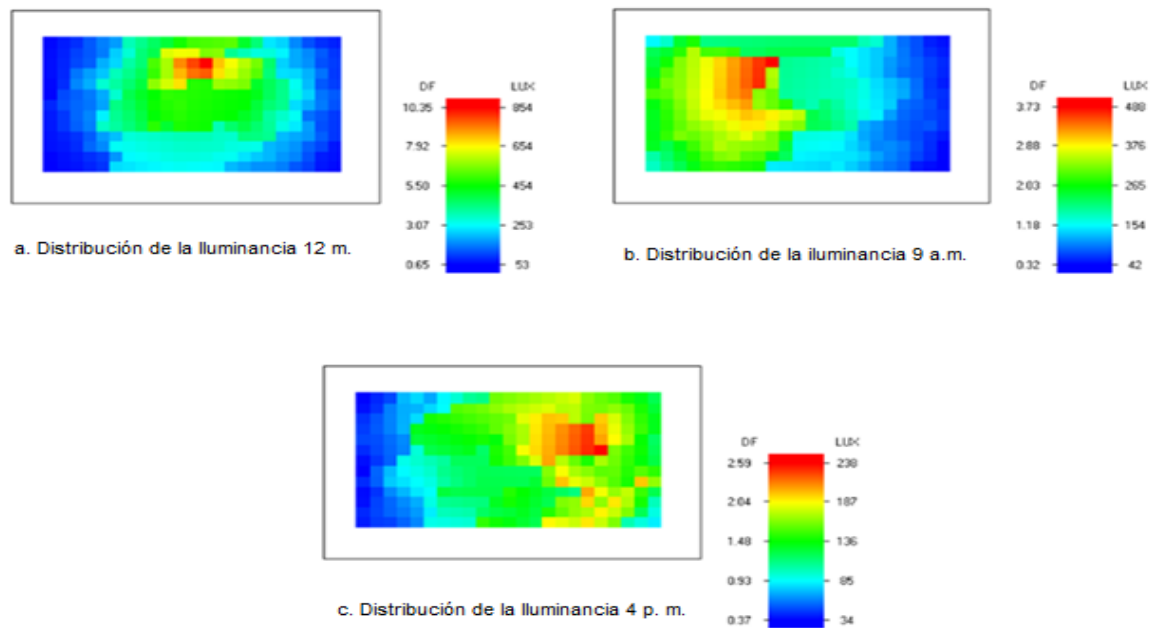 DF LUX
10.35 854
7.92 654
5.50 454
3.07 253
0.65 53
a. Distribución de la Iluminancia 12 m.
DF LUX
3.73 488
2.88 376
2.03 265
1.18 154
0.32 42
b. Distribución de la iluminancia 9 a.m.
DF LUX
2.59 238
2.04 187
1.48 136
0.93 85
0.37 34
c. Distribución de la Iluminancia 4 p. m.